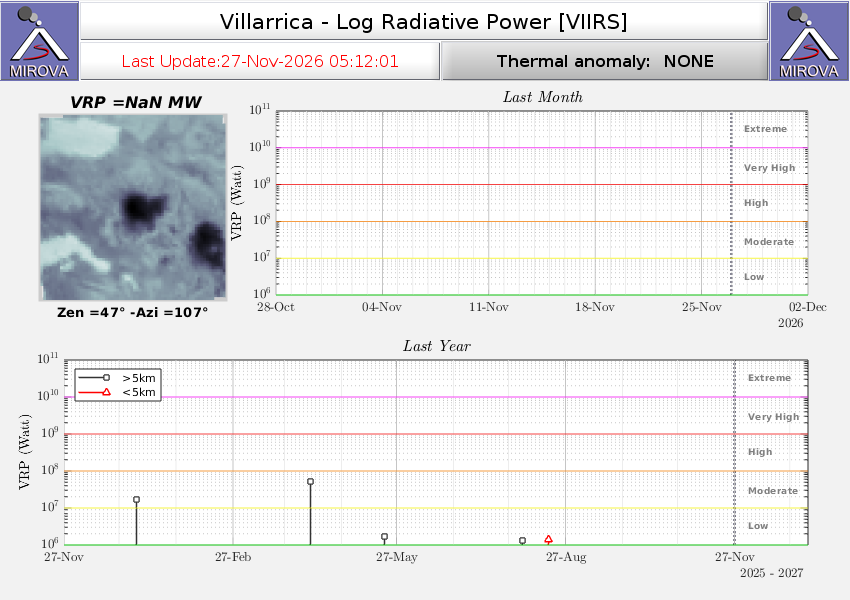 Villarrica - Log Radiative Power [VIIRS]
MIROVA
MIROVA
Last Update:27-Nov-2026 05:12:01
Thermal anomaly: NONE
VRP =NaN MW
Zen =47° -Azi =107°
Last Month
VRP (Watt)
10^11
10^10
10^9
10^8
10^7
10^6
Extreme
Very High
High
Moderate
Low
28-Oct
04-Nov
11-Nov
18-Nov
25-Nov
02-Dec
2026
Last Year
VRP (Watt)
10^11
10^10
10^9
10^8
10^7
10^6
>5km
<5km
Extreme
Very High
High
Moderate
Low
27-Nov
27-Feb
27-May
27-Aug
27-Nov
2025 - 2027